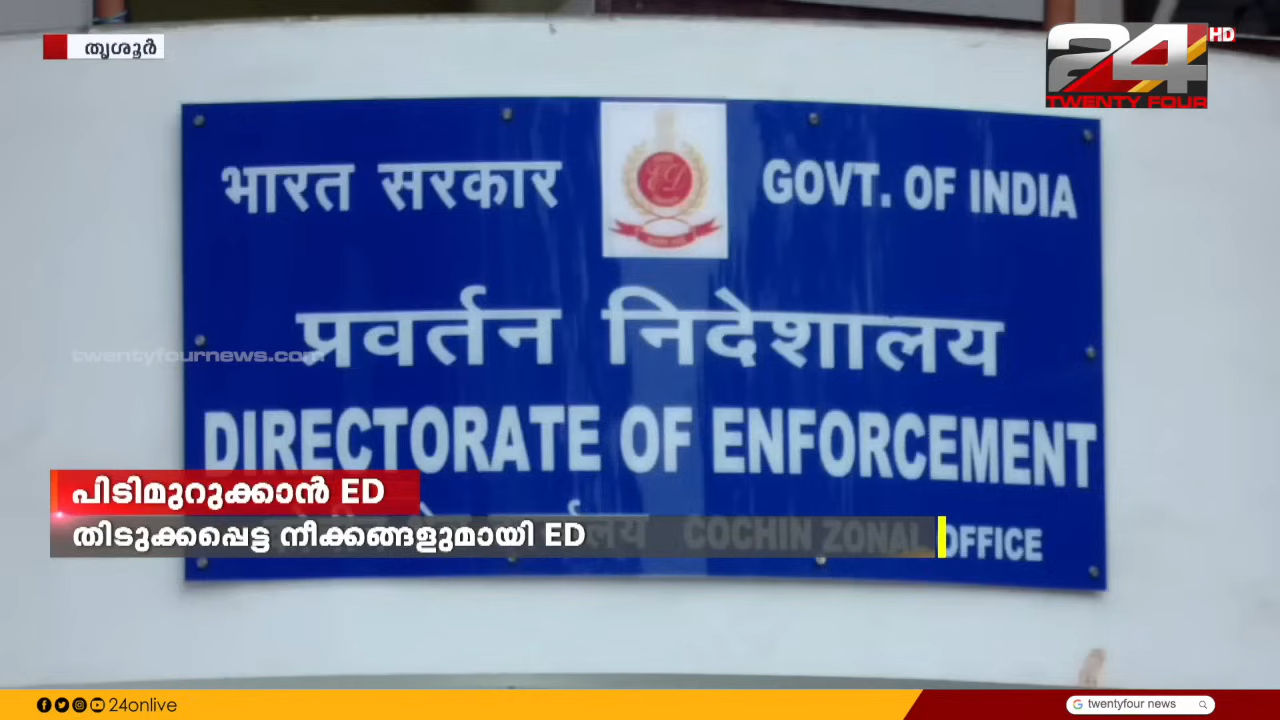 തൃശൂർ
24 HD
TWENTY FOUR
भारत सरकार
GOVT. OF INDIA
ED
प्रवर्तन निदेशालय
twentyfournews.com
DIRECTORATE OF ENFORCEMENT
പിടിമുറുക്കാൻ ED
തിടുക്കപ്പെട്ട നീക്കങ്ങളുമായി ED
COCHIN ZONAL OFFICE
24onlive
twentyfour news